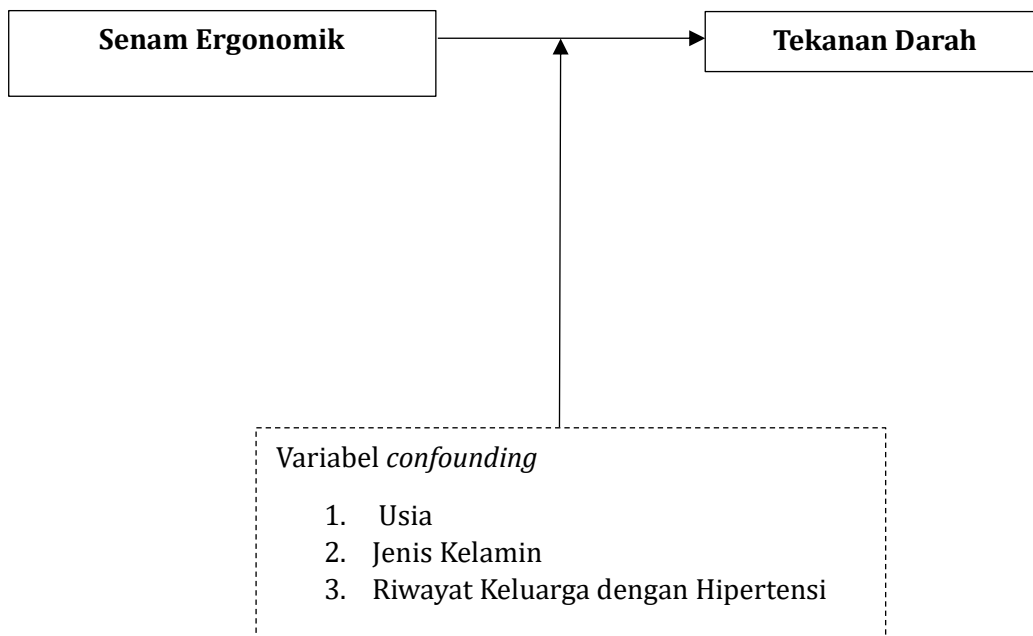 Senam Ergonomik
Tekanan Darah
Variabel confounding
1. Usia
2. Jenis Kelamin
3. Riwayat Keluarga dengan Hipertensi